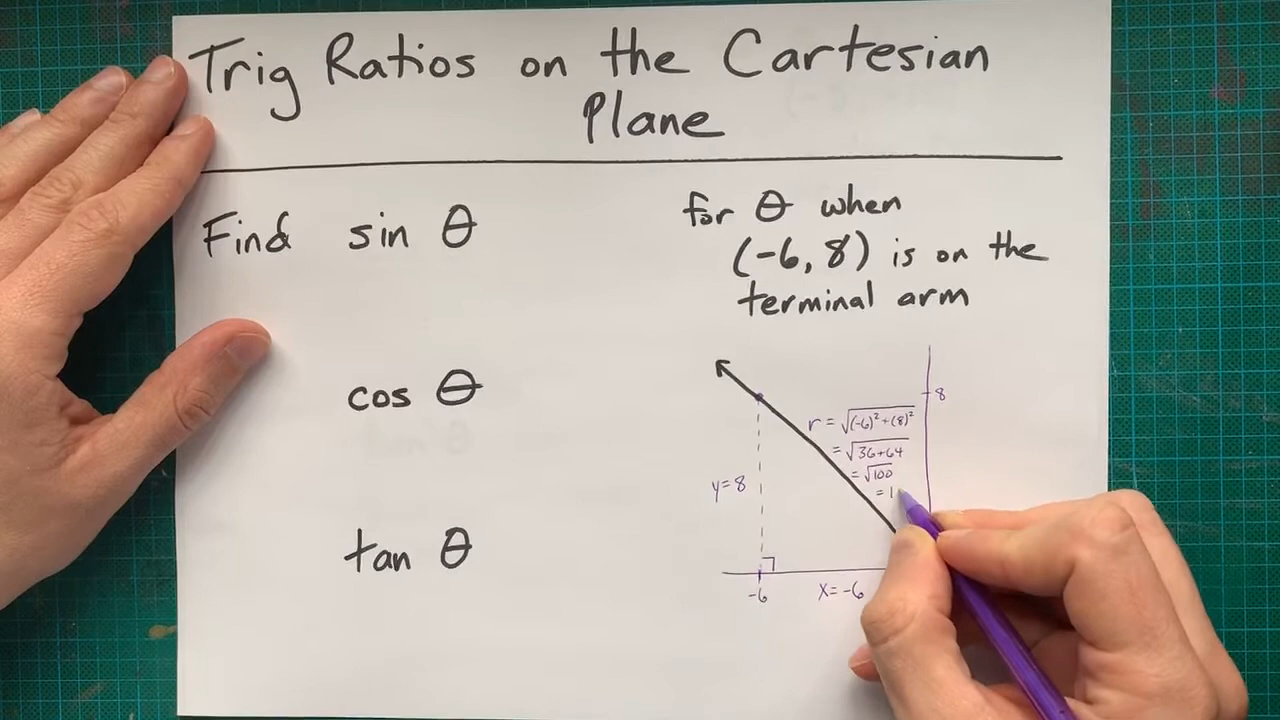 Trig Ratios on the Cartesian
Plane
Find sin θ
for θ when
(-6, 8) is on the
terminal arm
cos θ
tan θ
8
r = √(-6)² + (8)²
= √36+64
= √100
= 1
y = 8
-6
x = -6